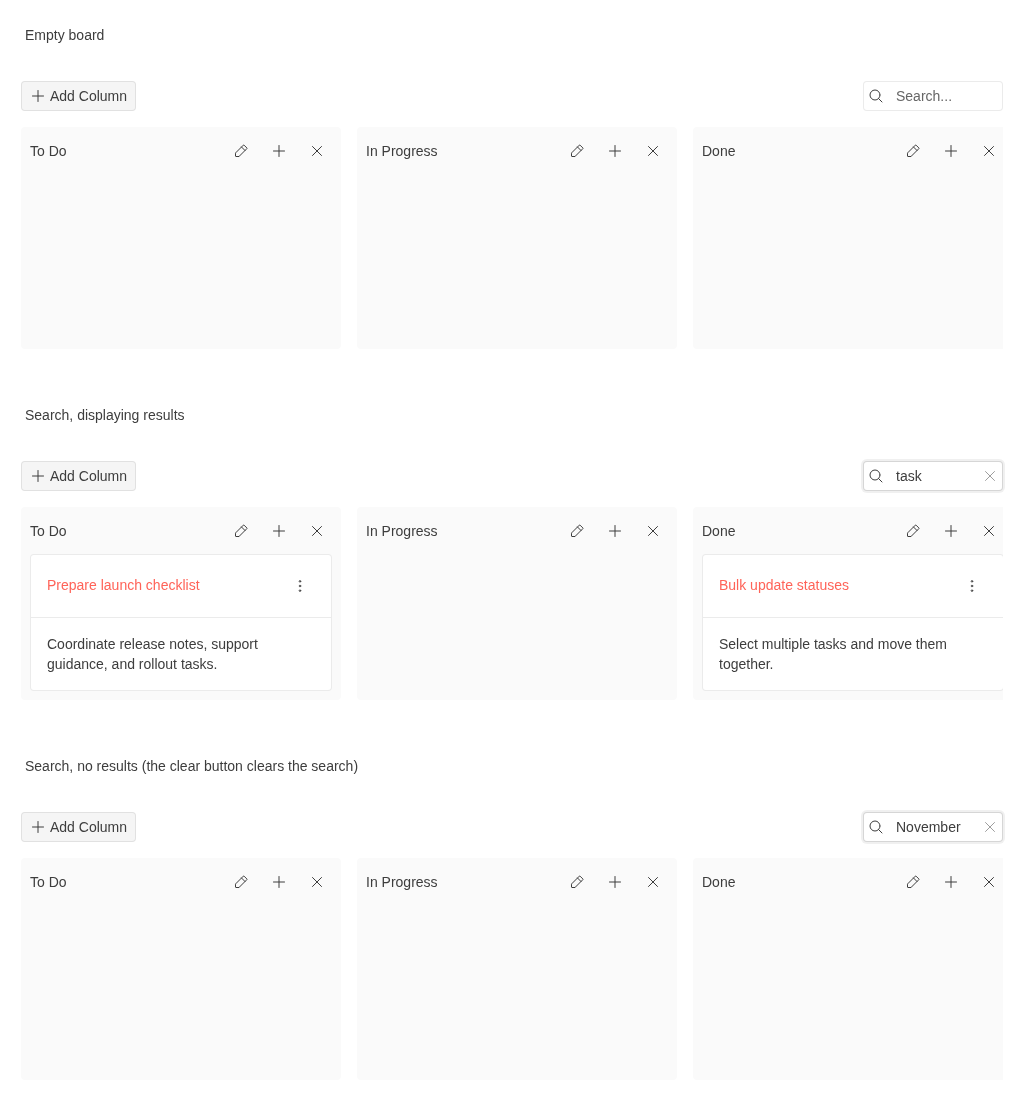 Empty board
Add Column
Search...
To Do
In Progress
Done
Search, displaying results
Add Column
task
To Do
In Progress
Done
Prepare launch checklist
Coordinate release notes, support
guidance, and rollout tasks.
Bulk update statuses
Select multiple tasks and move them
together.
Search, no results (the clear button clears the search)
Add Column
November
To Do
In Progress
Done